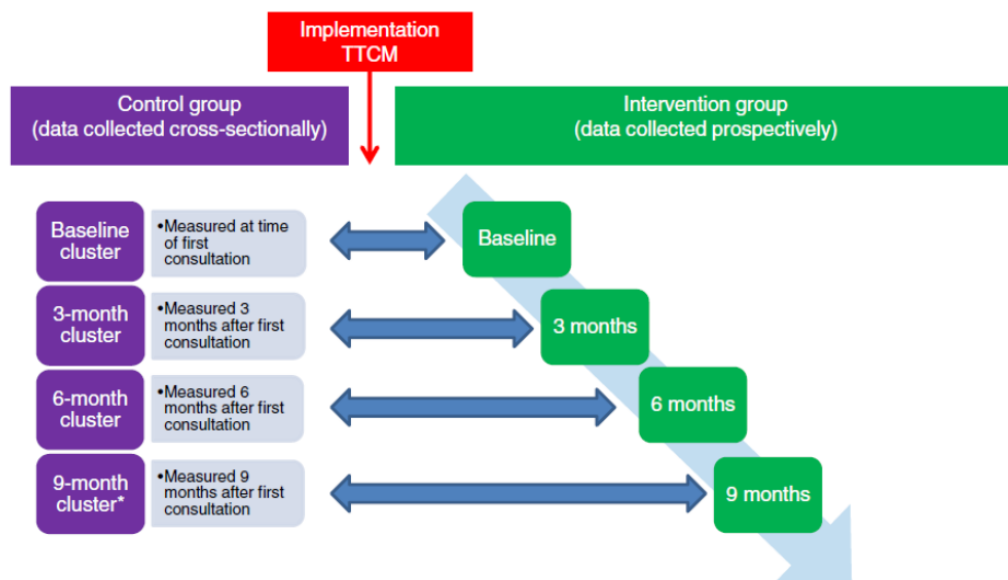 Implementation
TTCM
Control group
(data collected cross-sectionally)
Intervention group
(data collected prospectively)
Baseline
cluster
•Measured at time
of first
consultation
Baseline
3-month
cluster
•Measured 3
months after first
consultation
3 months
6-month
cluster
•Measured 6
months after first
consultation
6 months
9-month
cluster*
•Measured 9
months after first
consultation
9 months